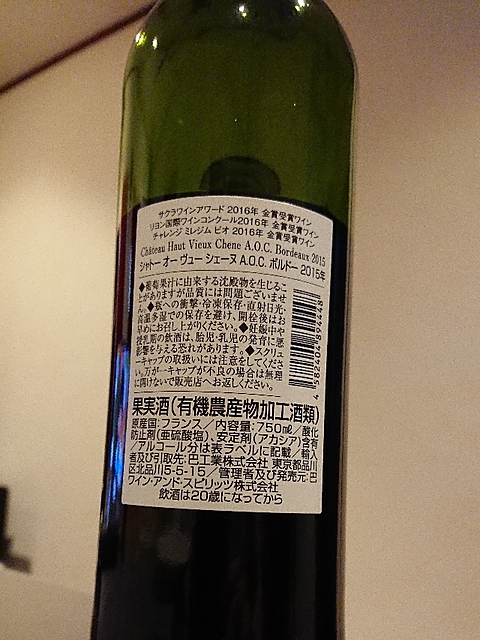 サクラワインアワード 2016年 金賞受賞ワイン
リヨン国際ワインコンクール2016年 金賞受賞ワイン
チャレンジ ミレジム ビオ 2016年 金賞受賞ワイン
Château Haut Vieux Chene A.O.C. Bordeaux 2015
シャトー オー ヴュー シェーヌ A.O.C. ボルドー 2015年
◆葡萄果汁に由来する沈殿物を生じるこ
とがありますが品質には問題ございませ
ん。◆瓶への衝撃・冷凍保存・直射日光・
高温多湿での保存を避け、開栓後はお
早めにお召し上がりください。◆妊娠中や
授乳期の飲酒は、胎児・乳児の発育に悪
影響を与える恐れがあります。◆スクリュ
ーキャップの取扱いには注意をしてくださ
い。万が一キャップが不良の場合は無理
に開けないで販売店へお返しください。
4 582404 894448
果実酒(有機農産物加工酒類)
原産国:フランス／内容量:750㎖／酸化
防止剤(亜硫酸塩)、安定剤(アカシア)含有
／アルコール分は表ラベルに記載／輸入
者及び引取先:巴工業株式会社 東京都品川
区北品川5-5-15／管理者及び発売元:巴
ワイン・アンド・スピリッツ株式会社
飲酒は20歳になってから